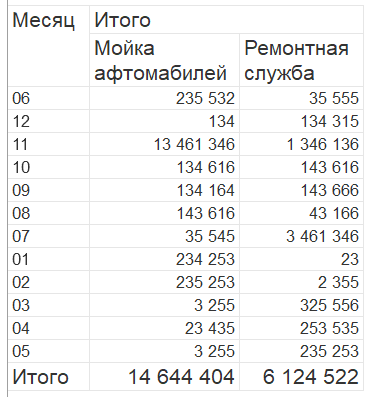 Месяц Итого
Мойка Ремонтная
афтомабилей служба
06 235 532 35 555
12 134 134 315
11 13 461 346 1 346 136
10 134 616 143 616
09 134 164 143 666
08 143 616 43 166
07 35 545 3 461 346
01 234 253 23
02 235 253 2 355
03 3 255 325 556
04 23 435 253 535
05 3 255 235 253
Итого 14 644 404 6 124 522